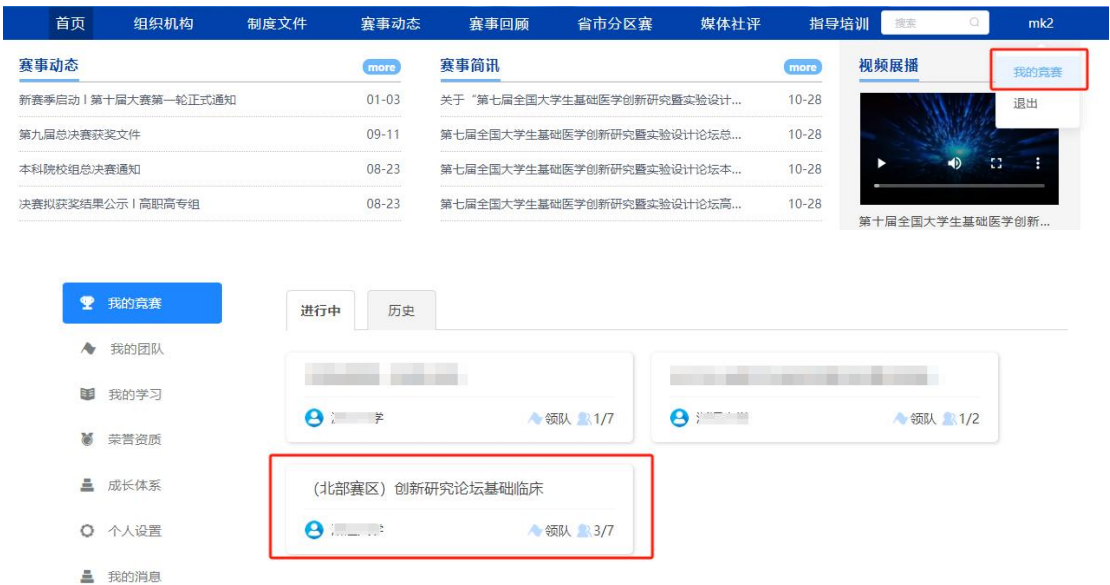 首页 组织机构 制度文件 赛事动态 赛事回顾 省市分区赛 媒体社评 指导培训 搜索 mk2
赛事动态 more
新赛季启动 | 第十届大赛第一轮正式通知 01-03
第九届总决赛获奖文件 09-11
本科院校组总决赛通知 08-23
决赛拟获奖结果公示 | 高职高专组 08-23
赛事简讯 more
关于“第七届全国大学生基础医学创新研究暨实验设计... 10-28
第七届全国大学生基础医学创新研究暨实验设计论坛总... 10-28
第七届全国大学生基础医学创新研究暨实验设计论坛本... 10-28
第七届全国大学生基础医学创新研究暨实验设计论坛高... 10-28
视频展播
我的竞赛
退出
第十届全国大学生基础医学创新...
我的竞赛
我的团队
我的学习
荣誉资质
成长体系
个人设置
我的消息
进行中 历史
学 领队 1/7
领队 1/2
（北部赛区）创新研究论坛基础临床
领队 3/7